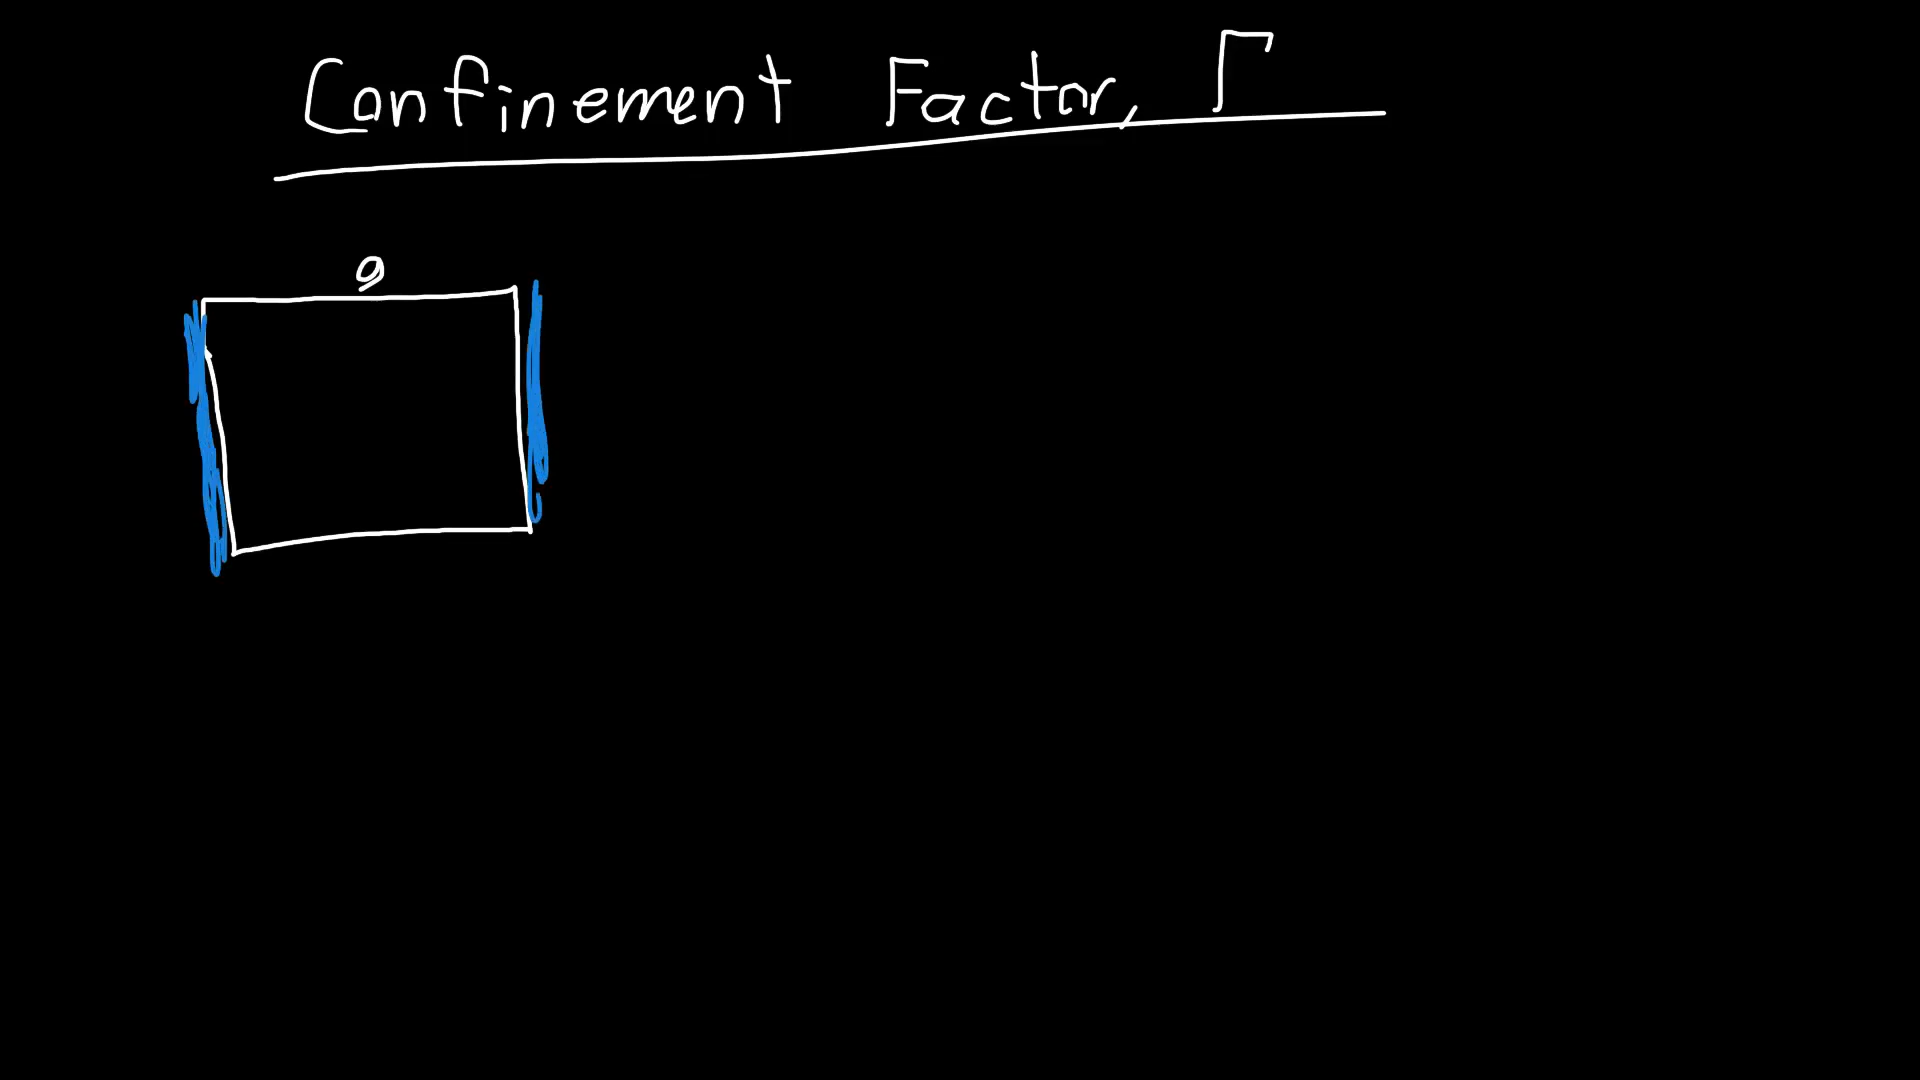 Confinement Factor, Γ